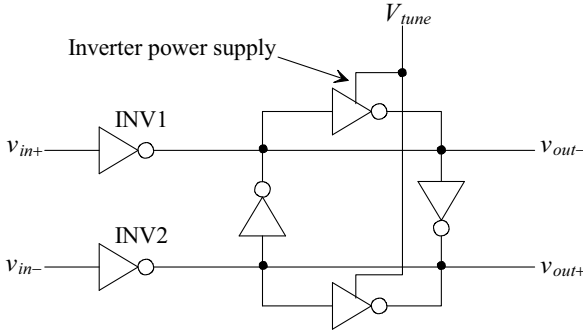 V_tune
Inverter power supply
INV1
v_in+
v_out−
INV2
v_in−
v_out+